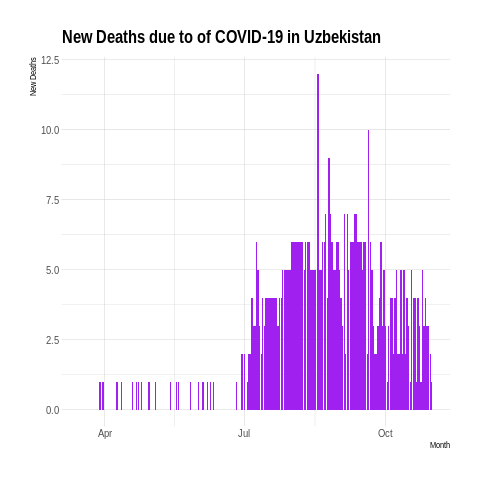 New Deaths due to of COVID-19 in Uzbekistan
New Deaths
12.5
10.0
7.5
5.0
2.5
0.0
Apr
Jul
Oct
Month